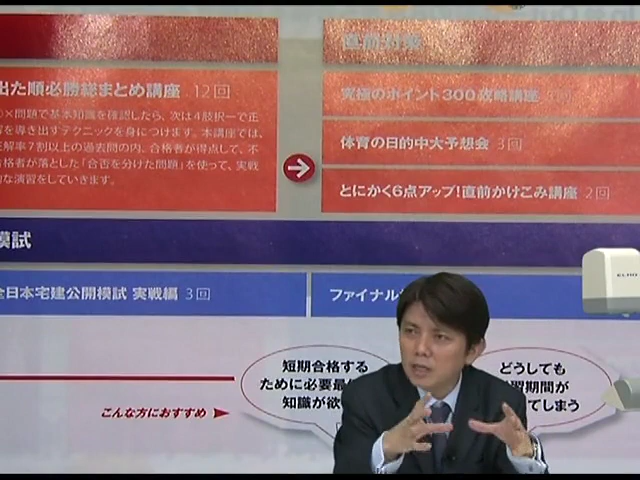 直前対策
出た順必勝総まとめ講座 12回
○×問題で基本知識を確認したら、次は4肢択一で正
を導き出すテクニックを身につけます。本講座では、
正解率7割以上の過去問の内、合格者が得点して、不
合格者が落とした「合否を分けた問題」を使って、実戦
的な演習をしていきます。
究極のポイント300攻略講座
体育の日的中大予想会 3回
とにかく6点アップ!直前かけこみ講座 2回
模試
全日本宅建公開模試 実戦編 3回
ファイナル
短期合格する
ために必要最
知識が欲
どうしても
習期間が
てしまう
こんな方におすすめ
ELMO